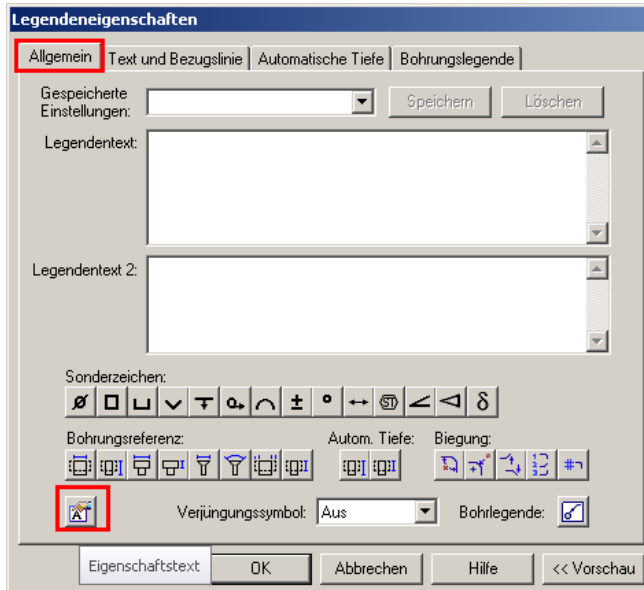 Legendeneigenschaften
Allgemein Text und Bezugslinie Automatische Tiefe Bohrungslegende
Gespeicherte
Einstellungen:
Speichern Löschen
Legendentext:
Legendentext 2:
Sonderzeichen:
ø ± ° ST δ
Bohrungsreferenz: Autom. Tiefe: Biegung:
A Verjüngungssymbol: Aus Bohrlegende:
Eigenschaftstext OK Abbrechen Hilfe << Vorschau